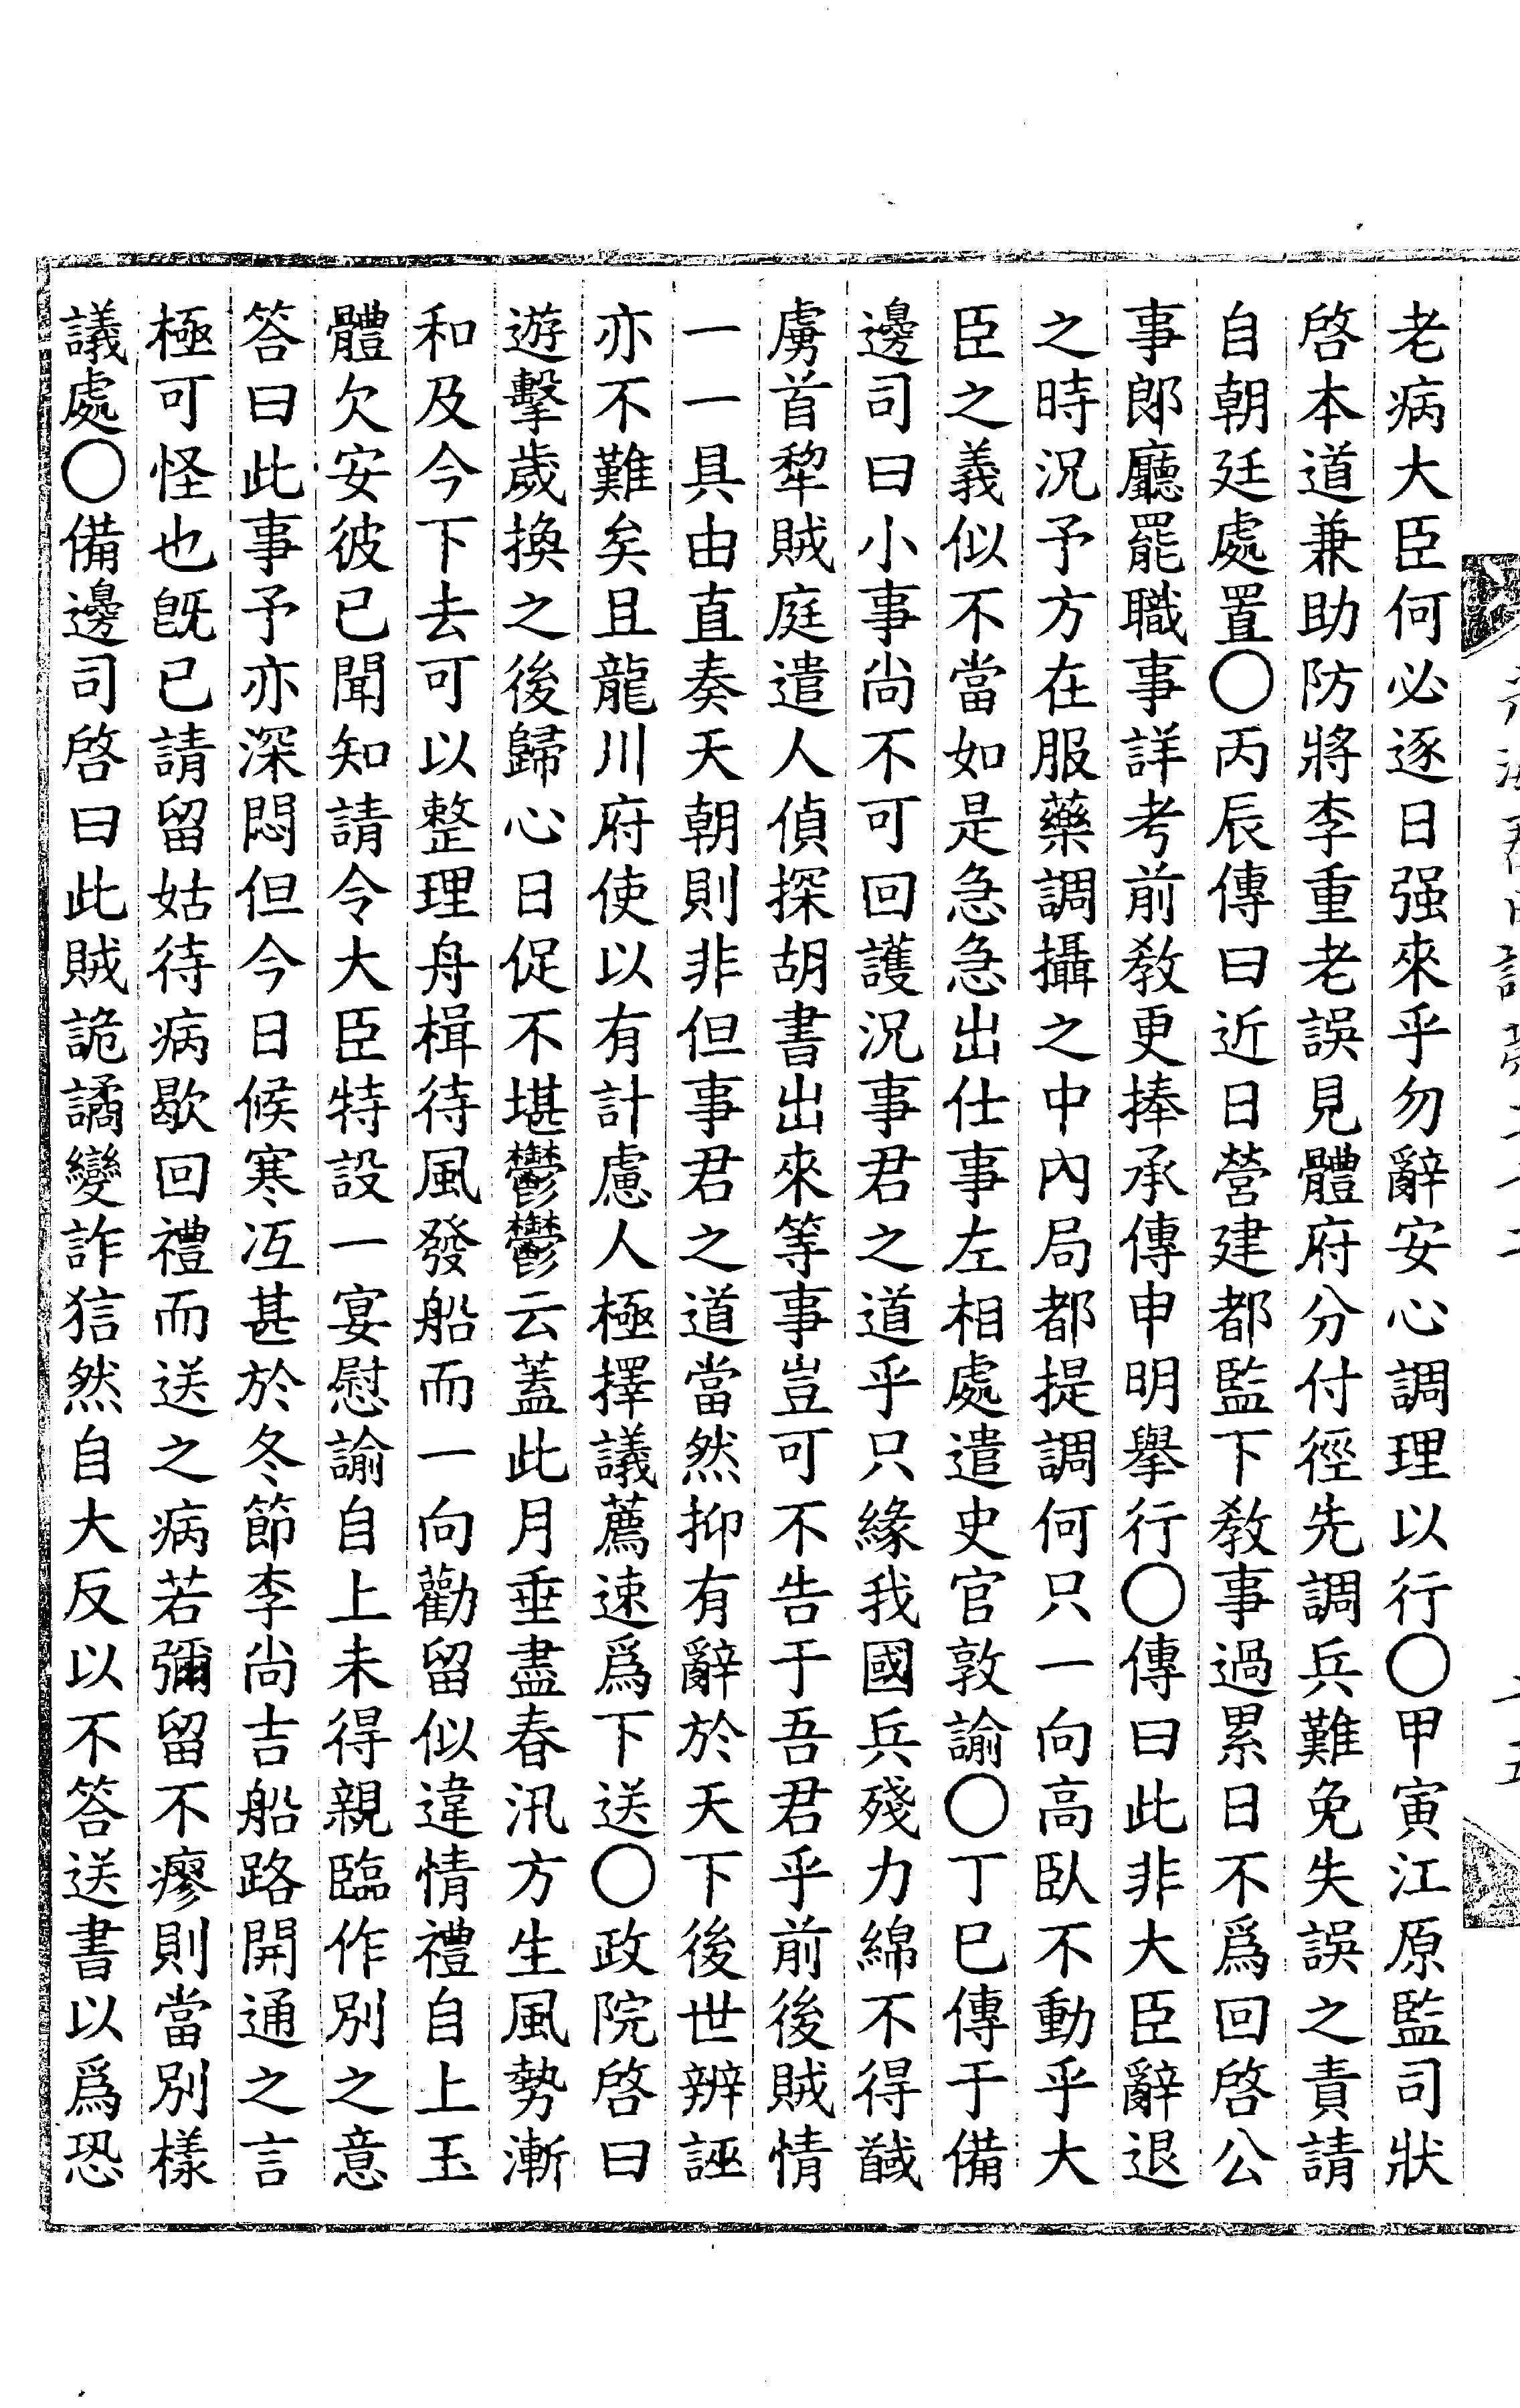 老病大臣何必逐日强來乎勿辭安心調理以行○甲寅江原監司狀
啓本道兼助防將李重老誤見體府分付徑先調兵難免失誤之責請
自朝廷處置○丙辰傳曰近日營建都監下敎事過累日不爲回啓公
事郞廳罷職事詳考前敎更捧承傳申明擧行○傳曰此非大臣辭退
之時況予方在服藥調攝之中內局都提調何只一向高臥不動乎大
臣之義似不當如是急急出仕事左相處遣史官敦諭○丁巳傳于備
邊司曰小事尙不可回護況事君之道乎只緣我國兵殘力綿不得馘
虜首犂賊庭遣人偵探胡書出來等事豈可不告于吾君乎前後賊情
一一具由直奏天朝則非但事君之道當然抑有辭於天下後世辨誣
亦不難矣且龍川府使以有計慮人極擇議薦速爲下送○政院啓曰
遊擊歲換之後歸心日促不堪鬱鬱云蓋此月垂盡春汛方生風勢漸
和及今下去可以整理舟楫待風發船而一向勸留似違情禮自上玉
體欠安彼已聞知請令大臣特設一宴慰諭自上未得親臨作別之意
答曰此事予亦深悶但今日候寒冱甚於冬節李尙吉船路開通之言
極可怪也旣已請留姑待病歇回禮而送之病若彌留不瘳則當別樣
議處○備邊司啓曰此賊詭譎變詐狺然自大反以不答送書以爲恐